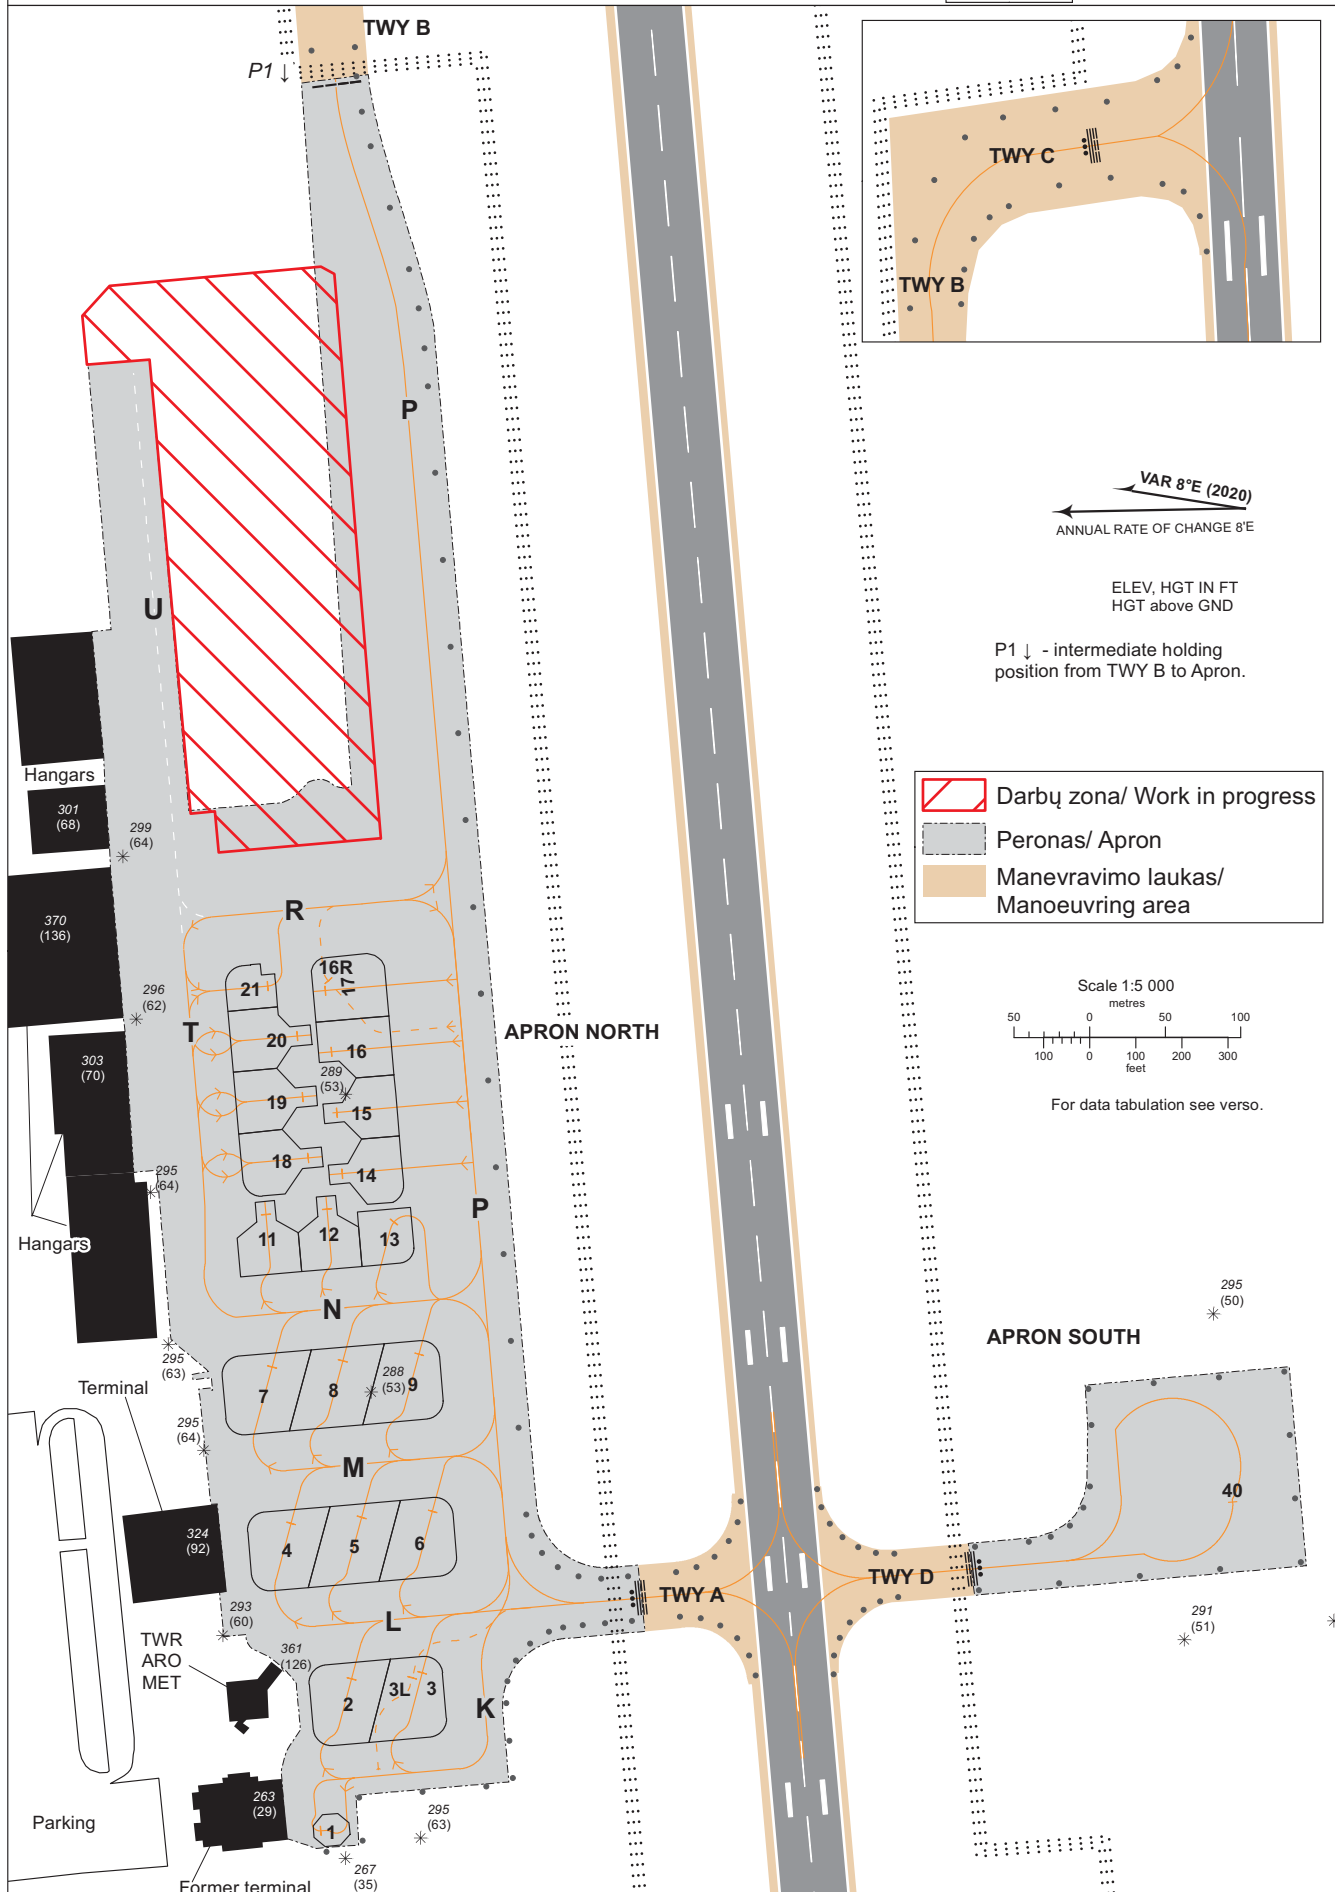 TWY B
P1 ↓
TWY C
TWY B
P
VAR 8°E (2020)
ANNUAL RATE OF CHANGE 8'E
ELEV, HGT IN FT
HGT above GND
U
P1 ↓ - intermediate holding
position from TWY B to Apron.
Hangars
301
(68)
299
(64)
Darbų zona/ Work in progress
Peronas/ Apron
Manevravimo laukas/
Manoeuvring area
370
(136)
R
16R
17
21
296
(62)
T
20
16
APRON NORTH
Scale 1:5 000
metres
50 0 50 100
100 0 100 200 300
feet
303
(70)
289
(53)
19
15
For data tabulation see verso.
18
14
295
(64)
P
11
12
13
Hangars
N
295
(50)
APRON SOUTH
295
(63)
Terminal
7
8
288
(53)
9
295
(64)
M
40
324
(92)
4
5
6
TWY A
TWY D
293
(60)
L
291
(51)
TWR
ARO
MET
361
(126)
2
3L
3
K
263
(29)
Parking
1
295
(63)
267
(35)
Former terminal